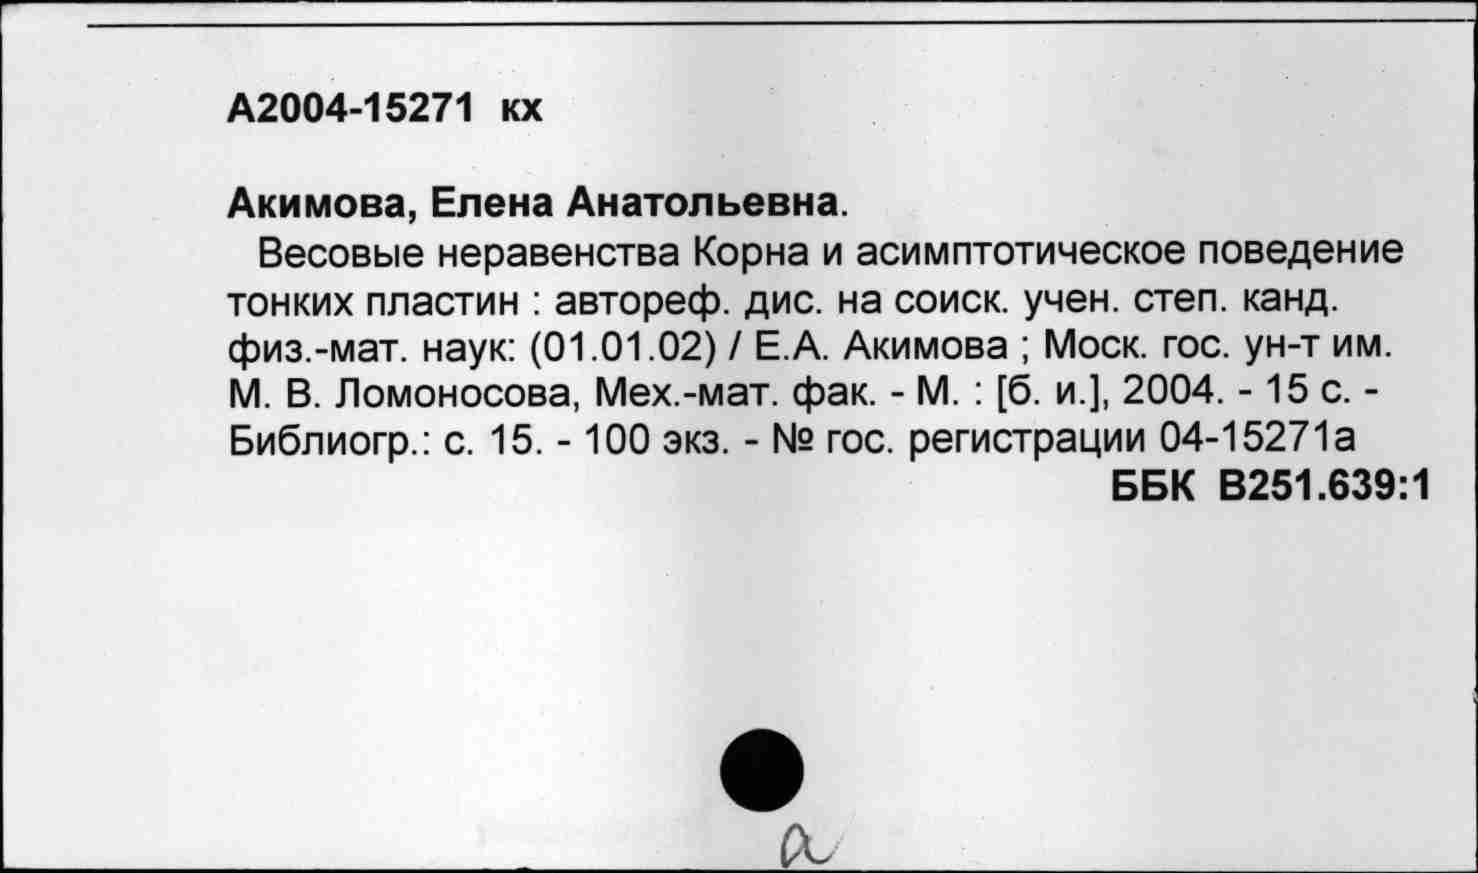 А2004-15271 кх
Акимова, Елена Анатольевна.
Весовые неравенства Корна и асимптотическое поведение
тонких пластин : автореф. дис. на соиск. учен. степ. канд.
физ.-мат. наук: (01.01.02) / Е.А. Акимова ; Моск. гос. ун-т им.
М. В. Ломоносова, Мех.-мат. фак. - М. : [б. и.], 2004. - 15 с. -
Библиогр.: с. 15. - 100 экз. - № гос. регистрации 04-15271а
ББК В251.639:1
а